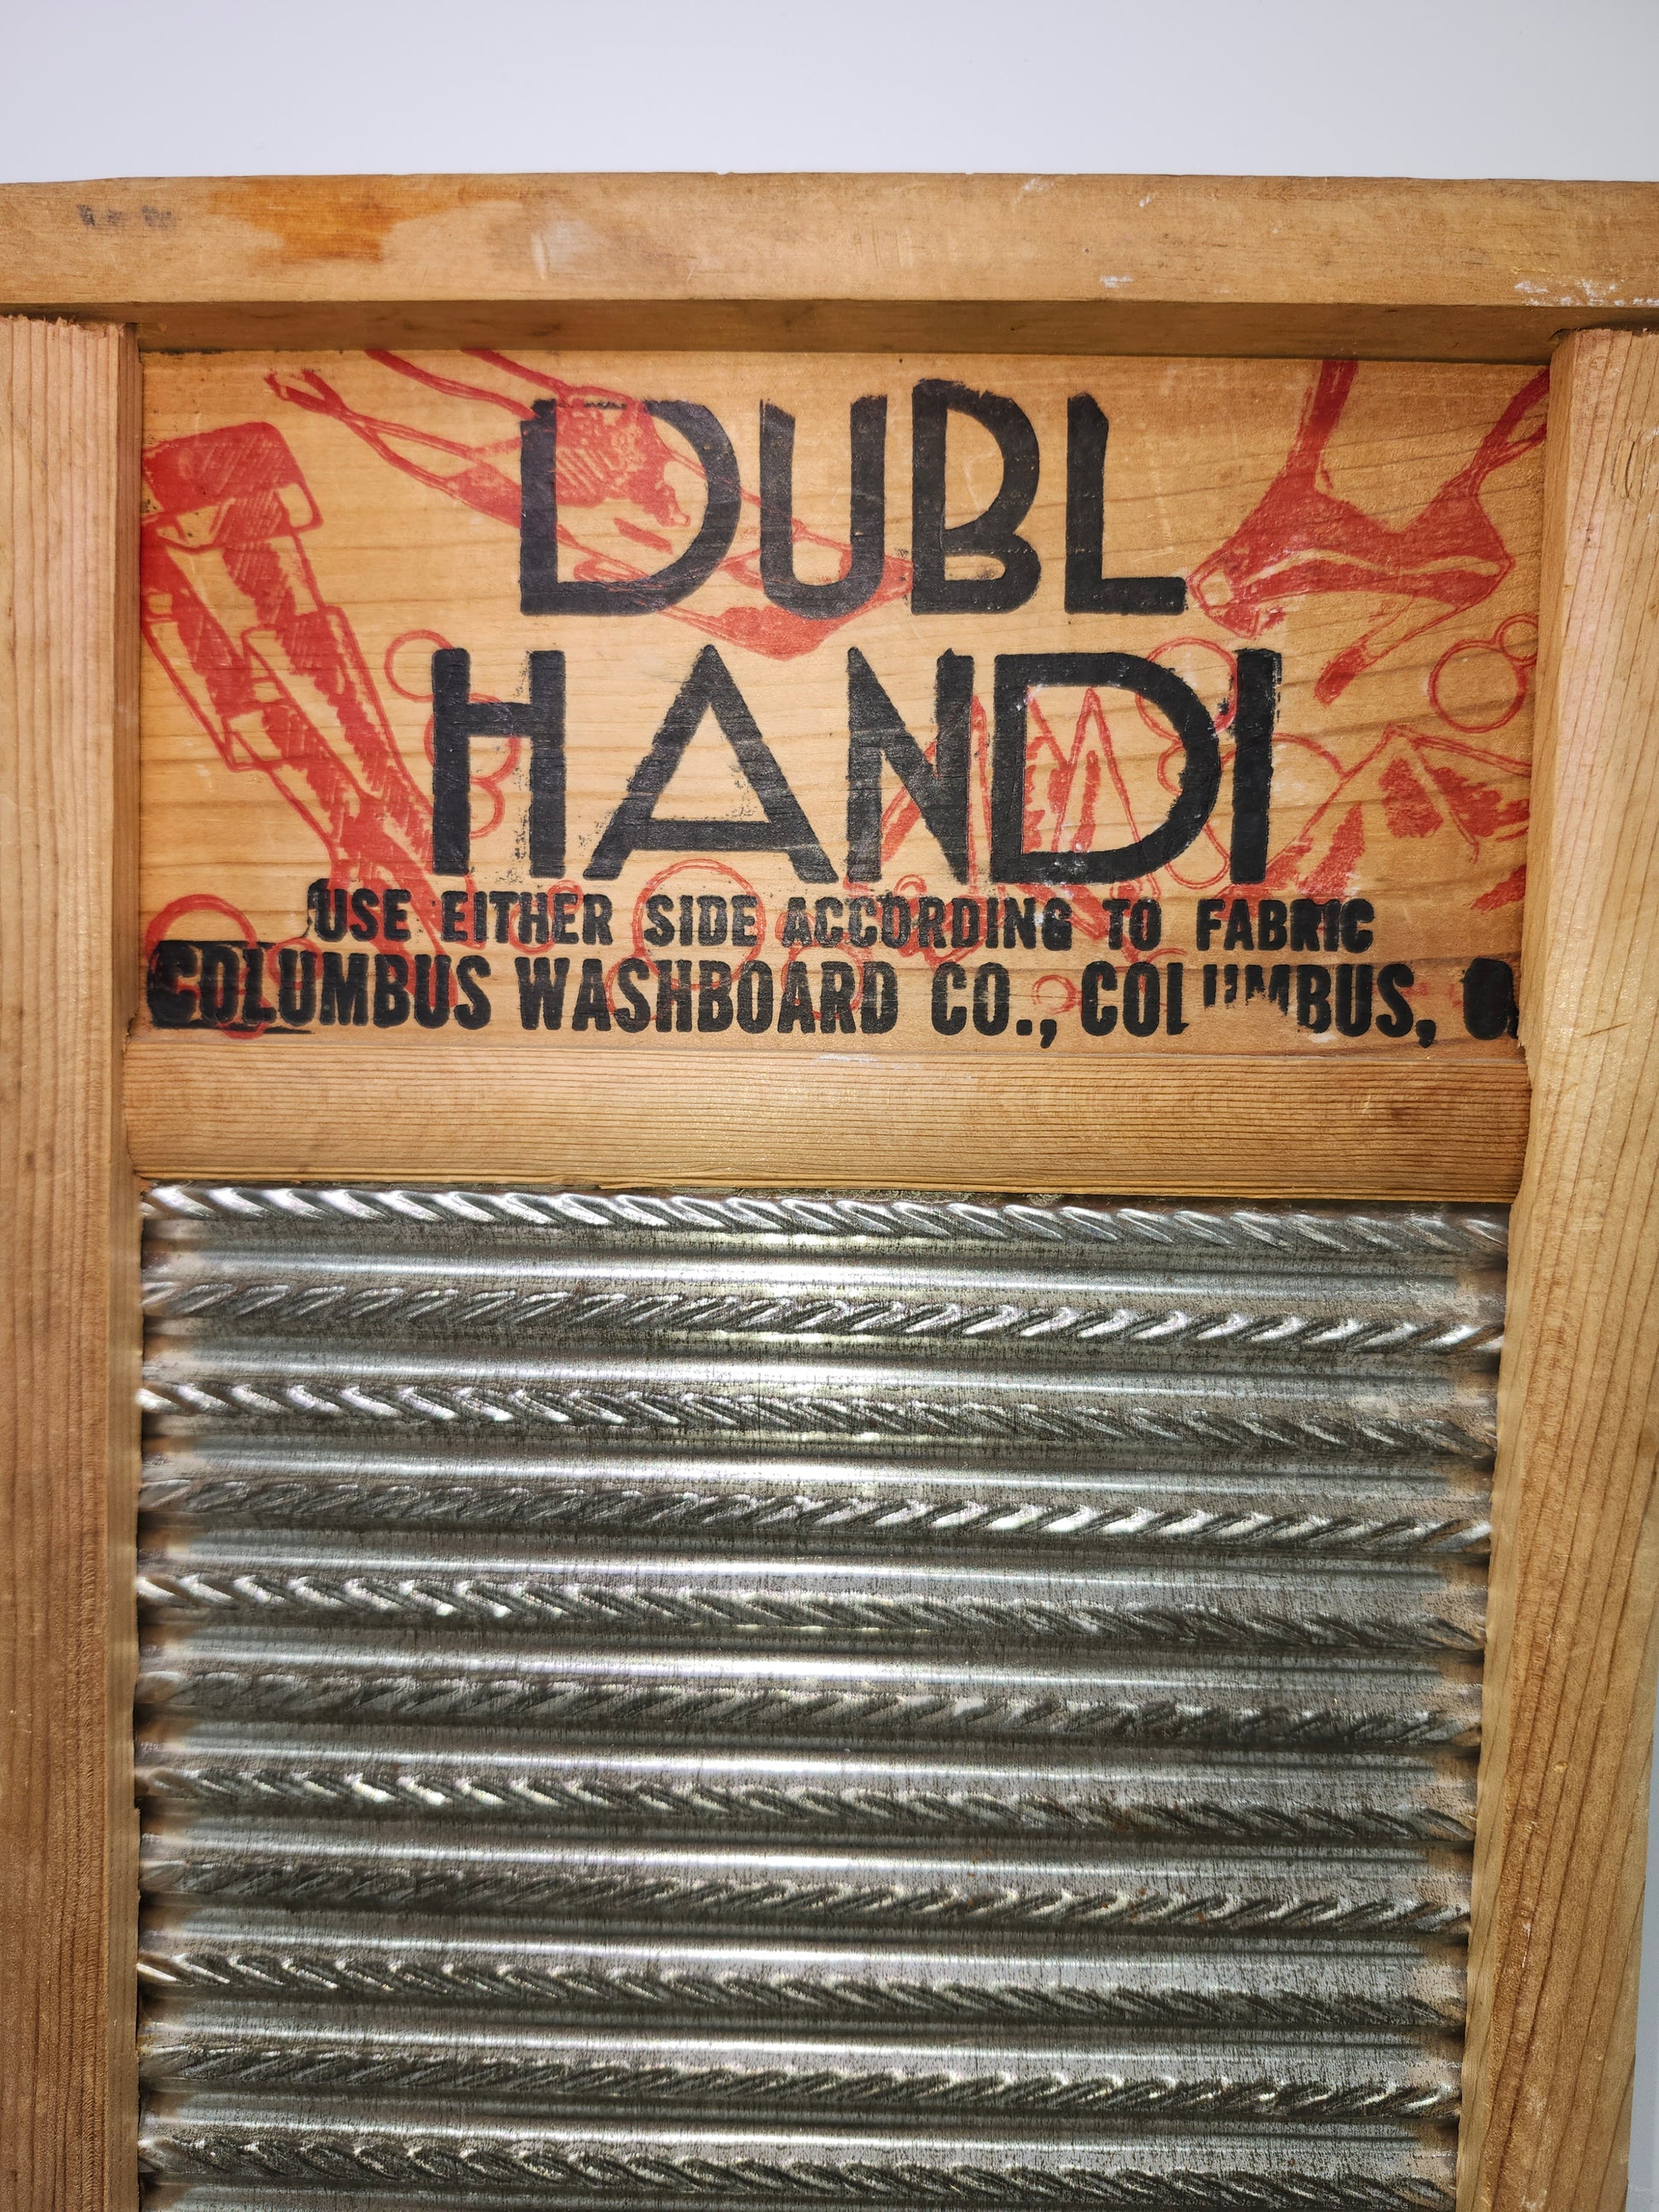 DUBL
HANDI
USE EITHER SIDE ACCORDING TO FABRIC
COLUMBUS WASHBOARD CO., COLUMBUS,